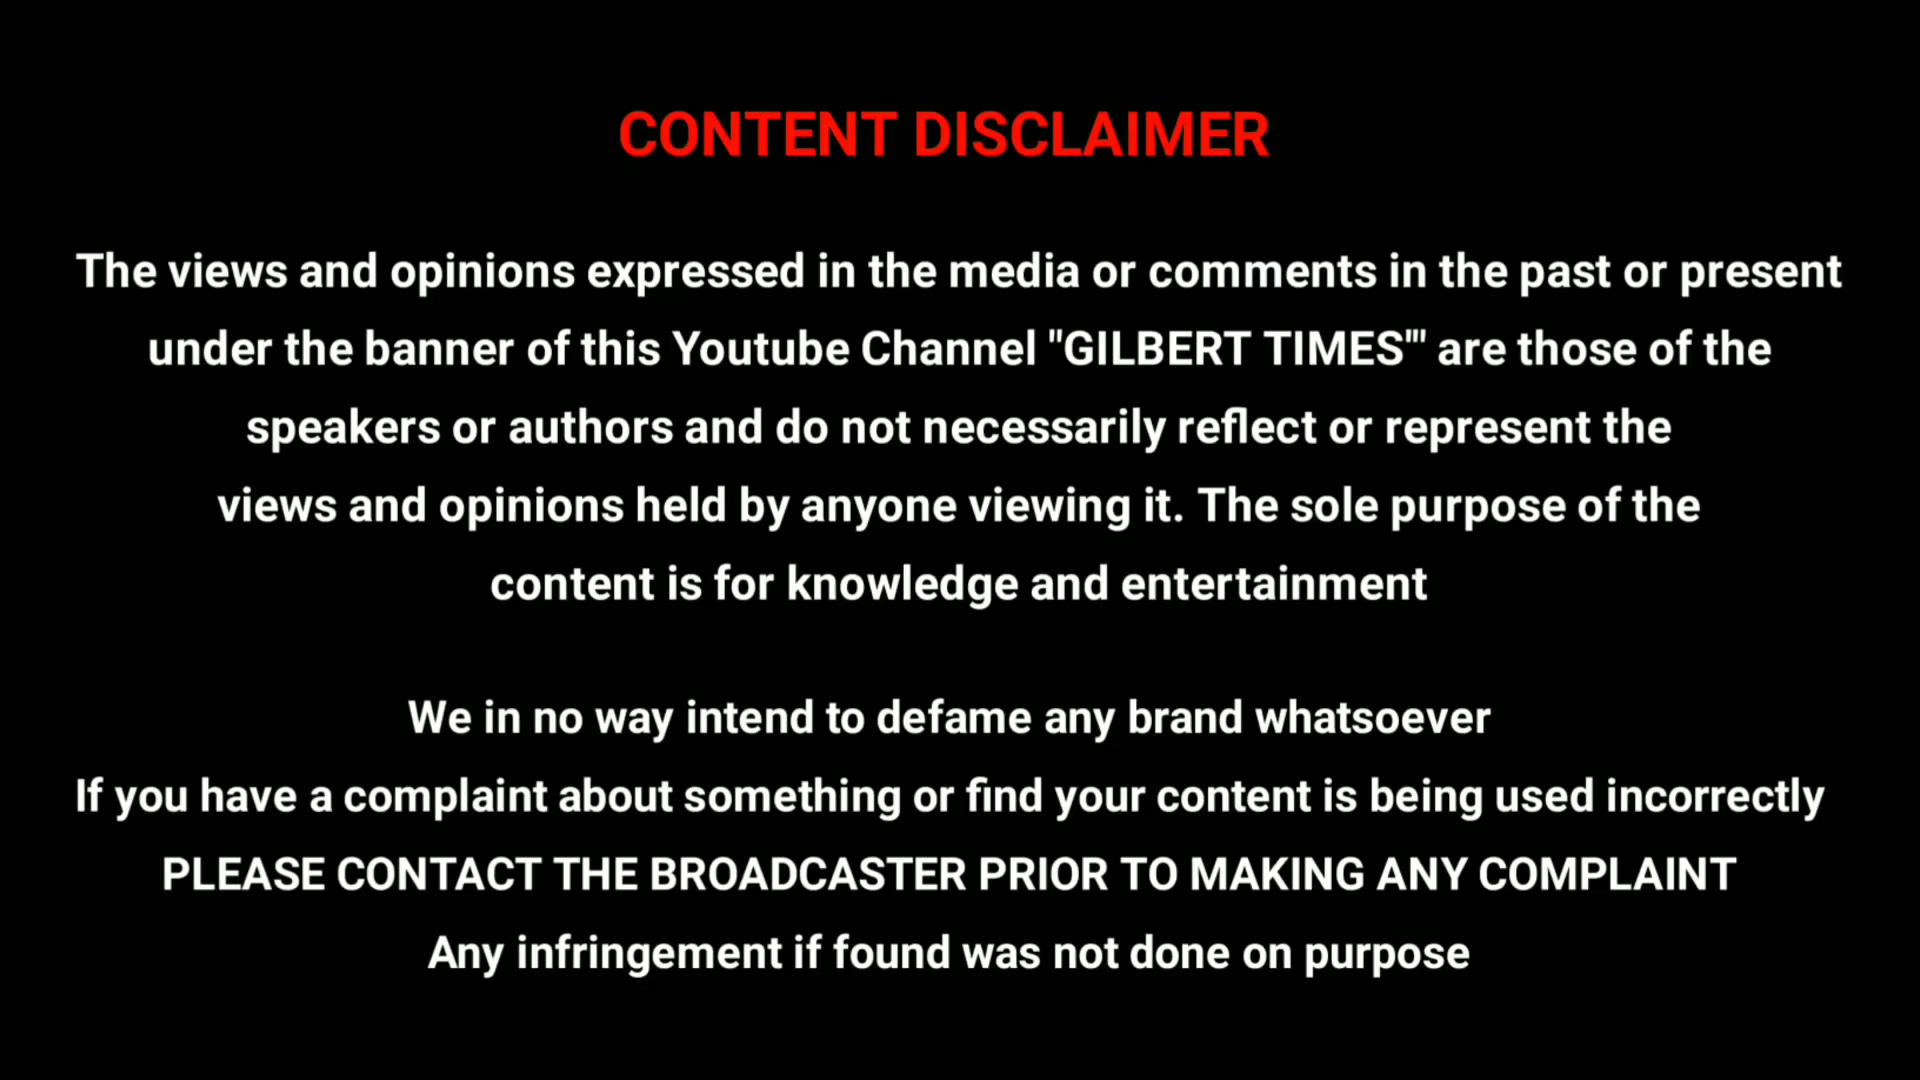 CONTENT DISCLAIMER
The views and opinions expressed in the media or comments in the past or present
under the banner of this Youtube Channel "GILBERT TIMES"' are those of the
speakers or authors and do not necessarily reflect or represent the
views and opinions held by anyone viewing it. The sole purpose of the
content is for knowledge and entertainment
We in no way intend to defame any brand whatsoever
If you have a complaint about something or find your content is being used incorrectly
PLEASE CONTACT THE BROADCASTER PRIOR TO MAKING ANY COMPLAINT
Any infringement if found was not done on purpose